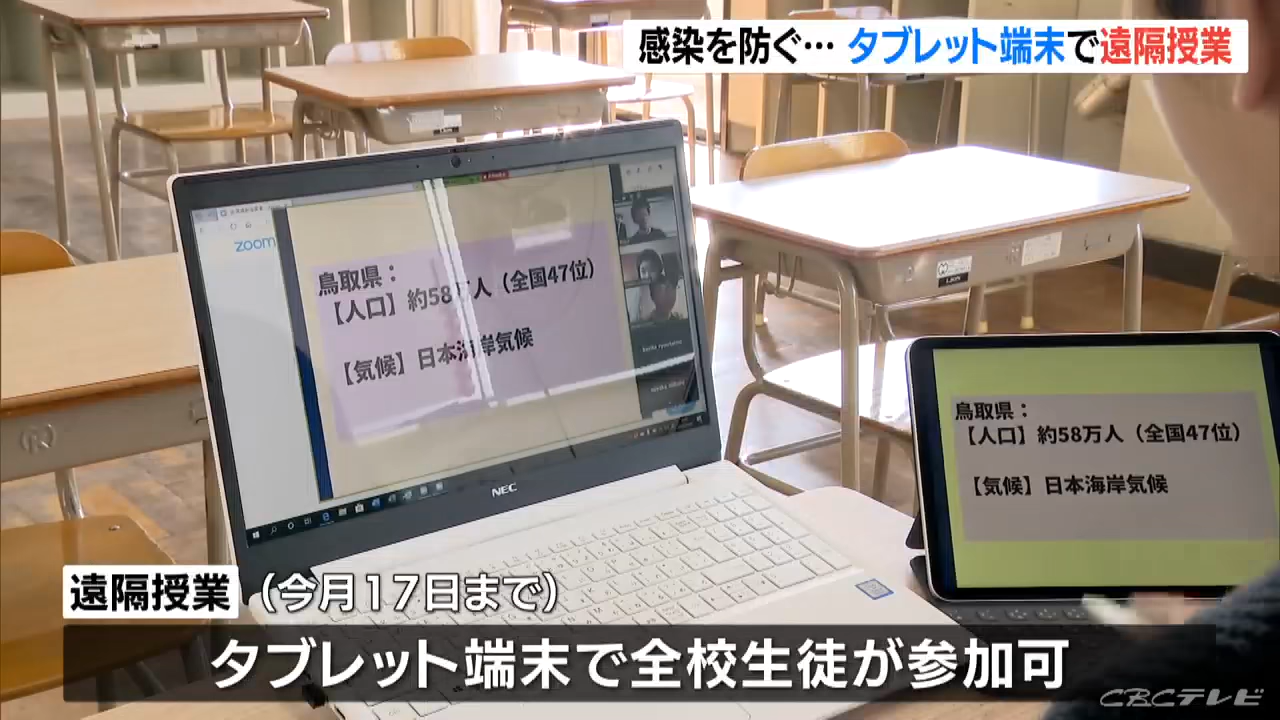 感染を防ぐ… タブレット端末で遠隔授業
zoom
鳥取県：
【人口】約58万人（全国47位）
【気候】日本海岸気候
NEC
鳥取県：
【人口】約58万人（全国47位）
【気候】日本海岸気候
遠隔授業（今月17日まで）
タブレット端末で全校生徒が参加可
CBCテレビ